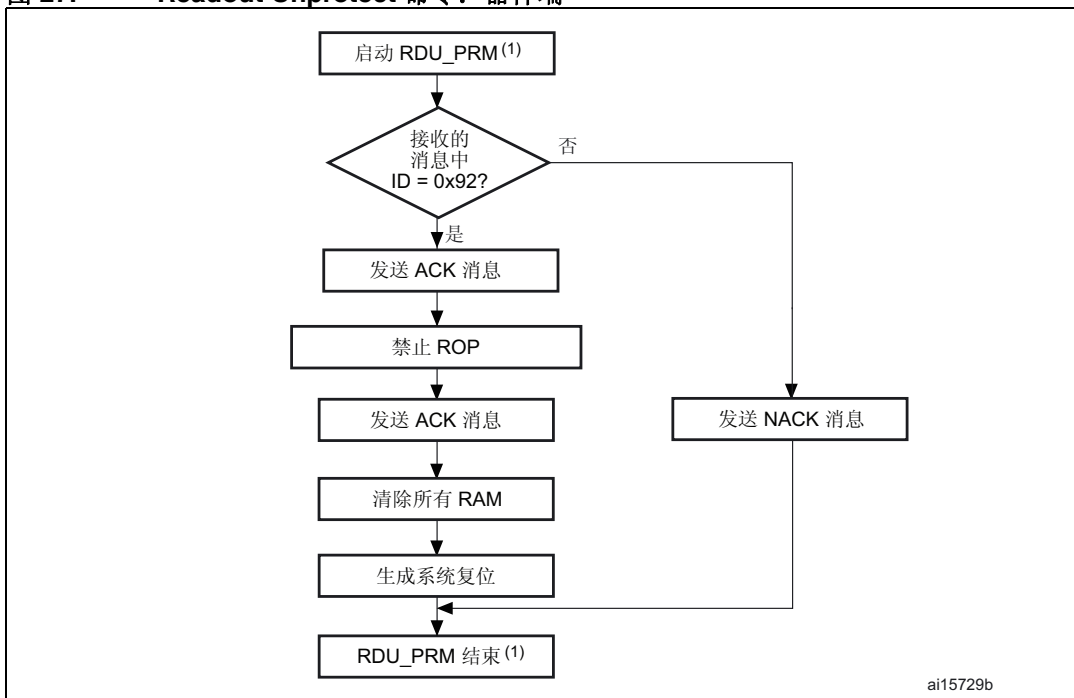 启动 RDU_PRM (1)
接收的
消息中
ID = 0x92?
否
是
发送 ACK 消息
禁止 ROP
发送 ACK 消息
发送 NACK 消息
清除所有 RAM
生成系统复位
RDU_PRM 结束 (1)
ai15729b